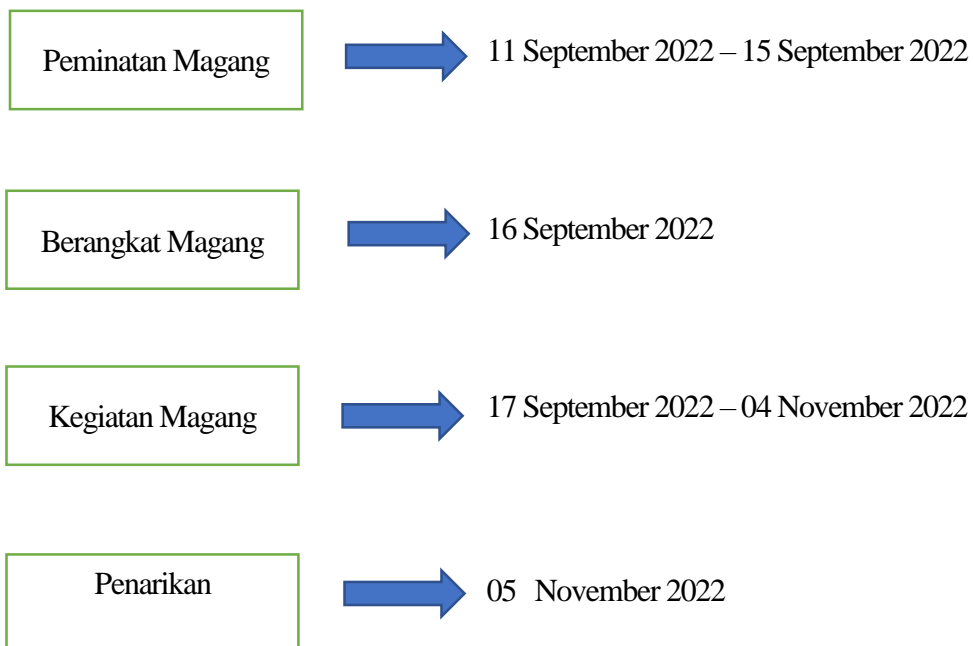 Peminatan Magang
11 September 2022 – 15 September 2022
Berangkat Magang
16 September 2022
Kegiatan Magang
17 September 2022 – 04 November 2022
Penarikan
05 November 2022